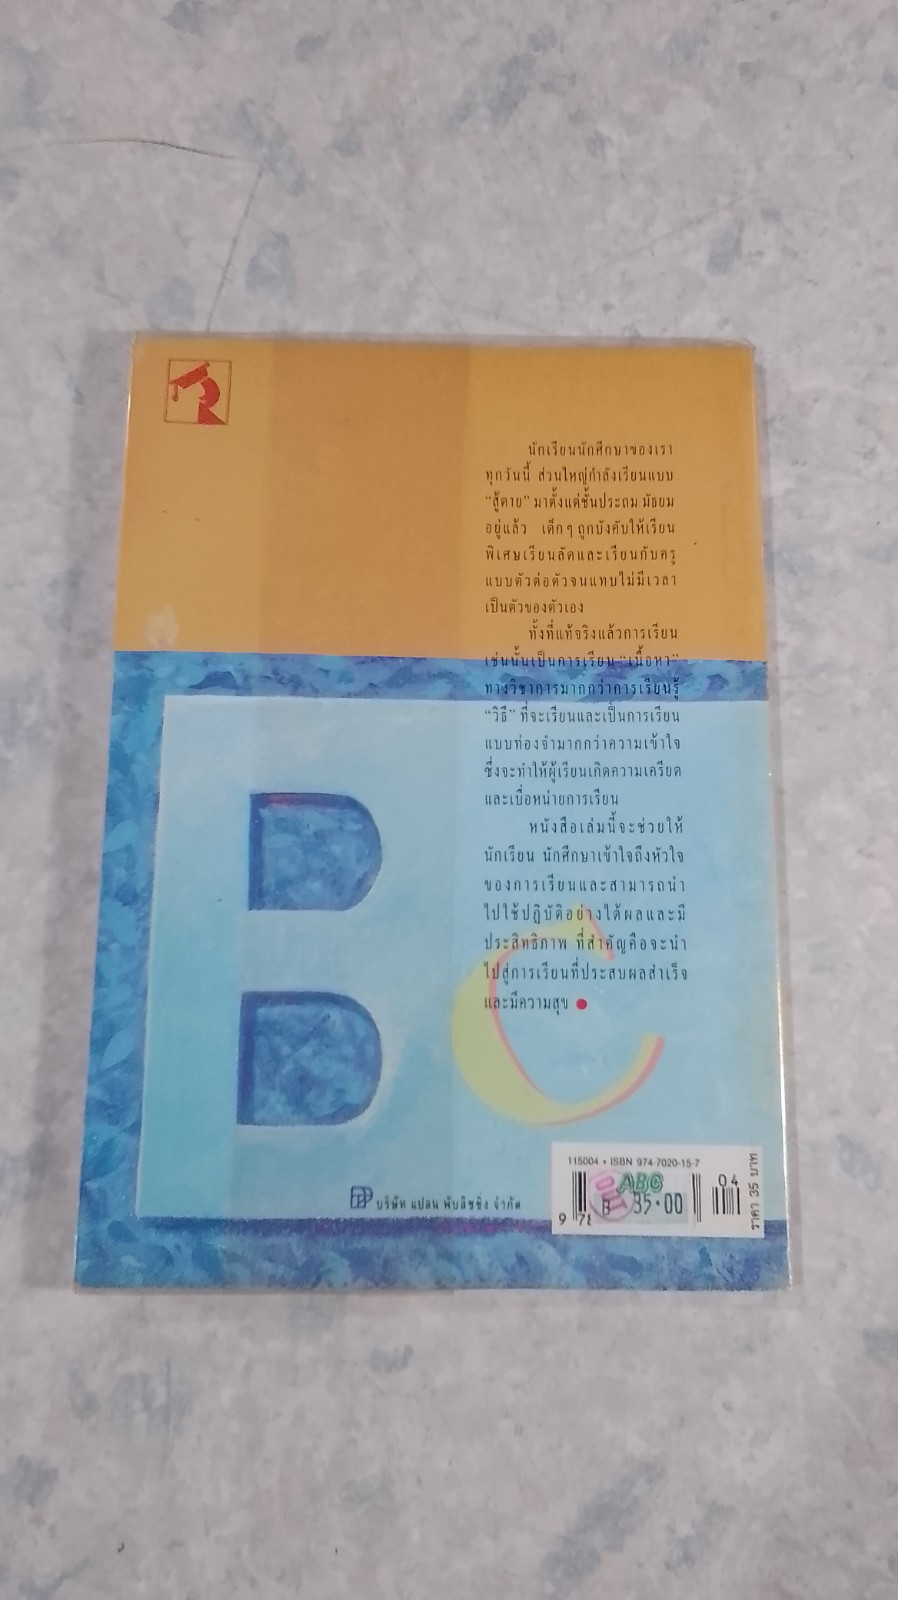 นักเรียนนักศึกษาของเรา
ทุกวันนี้ ส่วนใหญ่กำลังเรียนแบบ
“สู้ตาย” มาตั้งแต่ชั้นประถม มัธยม
อยู่แล้ว เด็กๆ ถูกบังคับให้เรียน
พิเศษเรียนลัดและเรียนกับครู
แบบตัวต่อตัวจนแทบไม่มีเวลา
เป็นตัวของตัวเอง
ทั้งที่แท้จริงแล้วการเรียน
เช่นนั้นเป็นการเรียน “เนื้อหา”
ทางวิชาการมากกว่าการเรียนรู้
“วิธี” ที่จะเรียนและเป็นการเรียน
แบบท่องจำมากกว่าความเข้าใจ
ซึ่งจะทำให้ผู้เรียนเกิดความเครียด
และเบื่อหน่ายการเรียน
หนังสือเล่มนี้จะช่วยให้
นักเรียน นักศึกษาเข้าใจถึงหัวใจ
ของการเรียนและสามารถนำ
ไปใช้ปฏิบัติอย่างได้ผลและมี
ประสิทธิภาพ ที่สำคัญคือจะนำ
ไปสู่การเรียนที่ประสบผลสำเร็จ
และมีความสุข
B C
115004 • ISBN 974-7020-15-7
ABC
04
B 35.00
9 78
ราคา 35 บาท
บริษัท แปลน พับลิชชิ่ง จำกัด